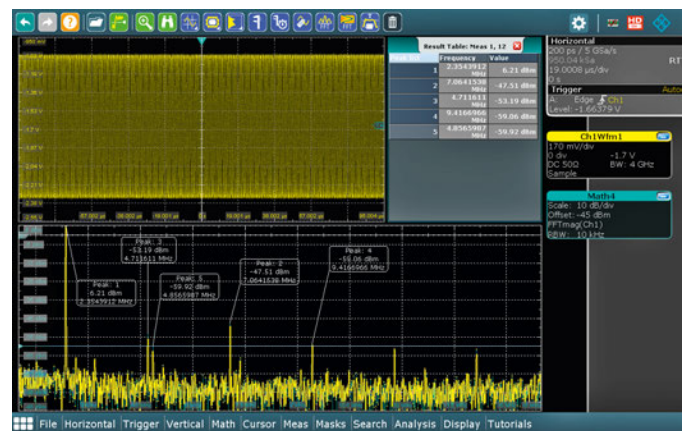 HD
-950 mV
Result Table: Meas 1, 12
Peak list Frequency Value
1 2.3543912 MHz 6.21 dBm
2 7.0641538 MHz -47.51 dBm
3 4.711611 MHz -53.19 dBm
4 9.4166966 MHz -59.06 dBm
5 4.8565987 MHz -59.92 dBm
Horizontal
200 ps / 5 GSa/s
950.04 kSa RT
19.0008 µs/div
0 s
Trigger Auto
A: Edge Ch1
Level: -1.66379 V
Ch1Wfm1
170 mV/div
0 div -1.7 V
DC 50Ω BW: 4 GHz
Sample
Math4
Scale: 10 dB/div
Offset: -45 dBm
FFTmag(Ch1)
RBW: 10 kHz
Peak: 3
-53.19 dBm
4.711611 MHz
Peak: 1
6.21 dBm
2.3543912 MHz
Peak: 5
-59.92 dBm
4.8565987 MHz
Peak: 2
-47.51 dBm
7.0641538 MHz
Peak: 4
-59.06 dBm
9.4166966 MHz
File Horizontal Trigger Vertical Math Cursor Meas Masks Search Analysis Display Tutorials